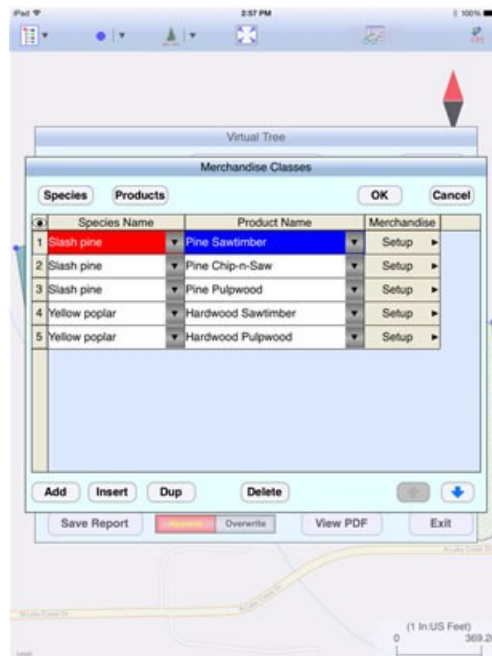 iPad 2:57 PM 100%
Virtual Tree
Merchandise Classes
Species Products OK Cancel
Species Name Product Name Merchandise
1 Slash pine Pine Sawtimber Setup
2 Slash pine Pine Chip-n-Saw Setup
3 Slash pine Pine Pulpwood Setup
4 Yellow poplar Hardwood Sawtimber Setup
5 Yellow poplar Hardwood Pulpwood Setup
Add Insert Dup Delete
Save Report Append Overwrite View PDF Exit
(1 In:US Feet)
0 369.2
Legal